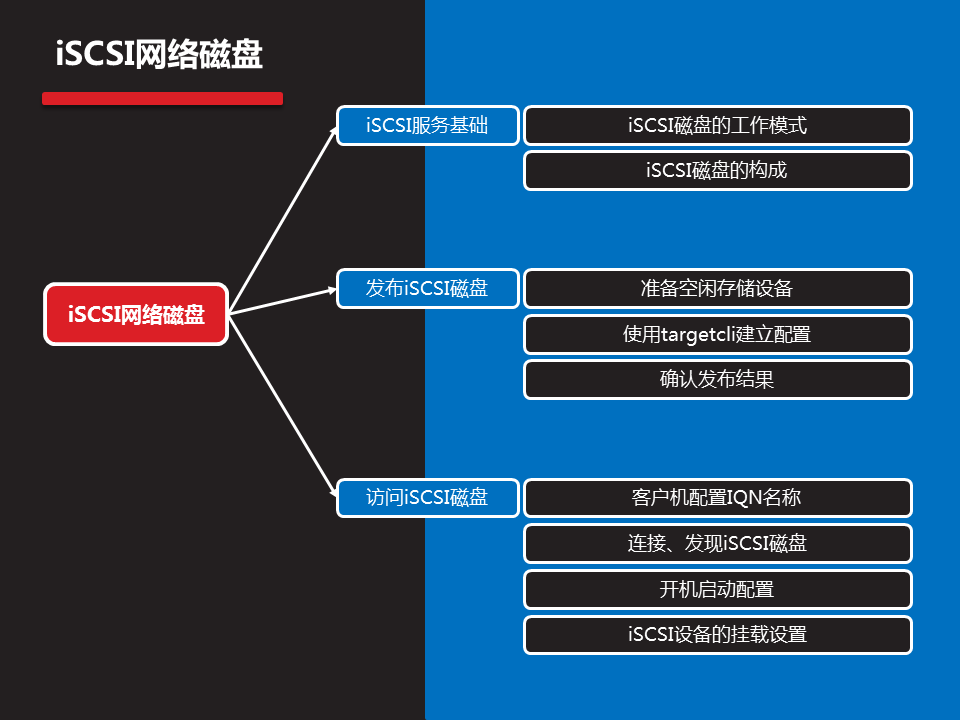 iSCSI网络磁盘
iSCSI服务基础
iSCSI磁盘的工作模式
iSCSI磁盘的构成
iSCSI网络磁盘
发布iSCSI磁盘
准备空闲存储设备
使用targetcli建立配置
确认发布结果
访问iSCSI磁盘
客户机配置IQN名称
连接、发现iSCSI磁盘
开机启动配置
iSCSI设备的挂载设置